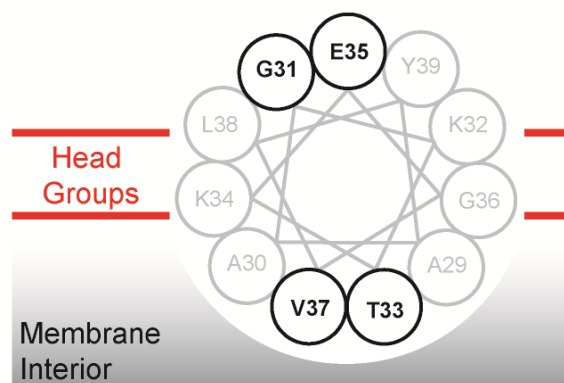 E35
G31
Y39
L38
K32
Head
Groups
K34
G36
A30
A29
V37
T33
Membrane
Interior